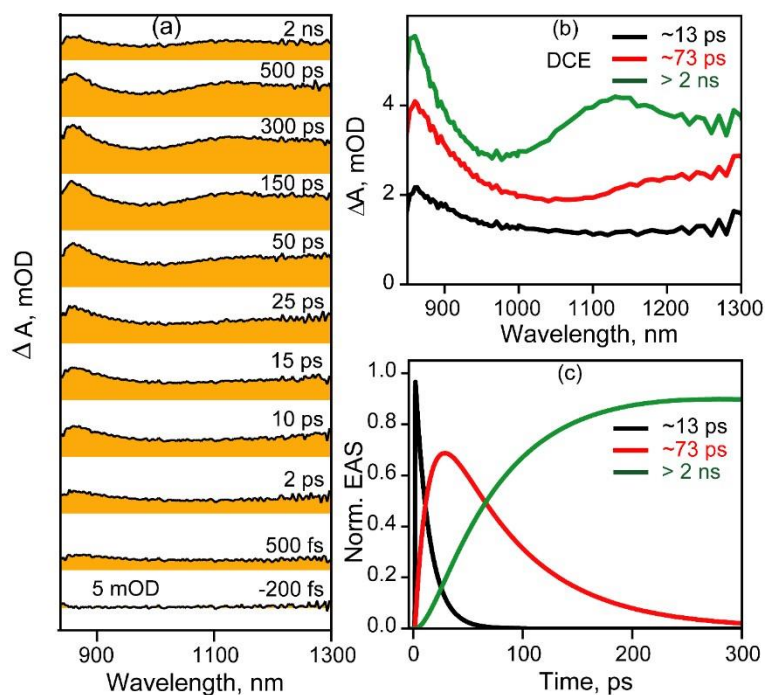 (a)
2 ns
500 ps
300 ps
150 ps
50 ps
25 ps
15 ps
10 ps
2 ps
500 fs
5 mOD
-200 fs
Δ A, mOD
900
1100
1300
Wavelength, nm
(b)
DCE
~13 ps
~73 ps
> 2 ns
ΔA, mOD
4
2
0
900
1000
1100
1200
1300
Wavelength, nm
(c)
~13 ps
~73 ps
> 2 ns
Norm. EAS
1.0
0.8
0.6
0.4
0.2
0.0
0
100
200
300
Time, ps